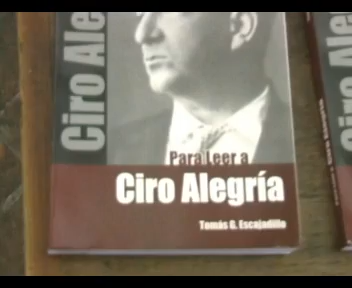 Ciro Ale
Para Leer a
Ciro Alegría
Tomás G. Escajadillo